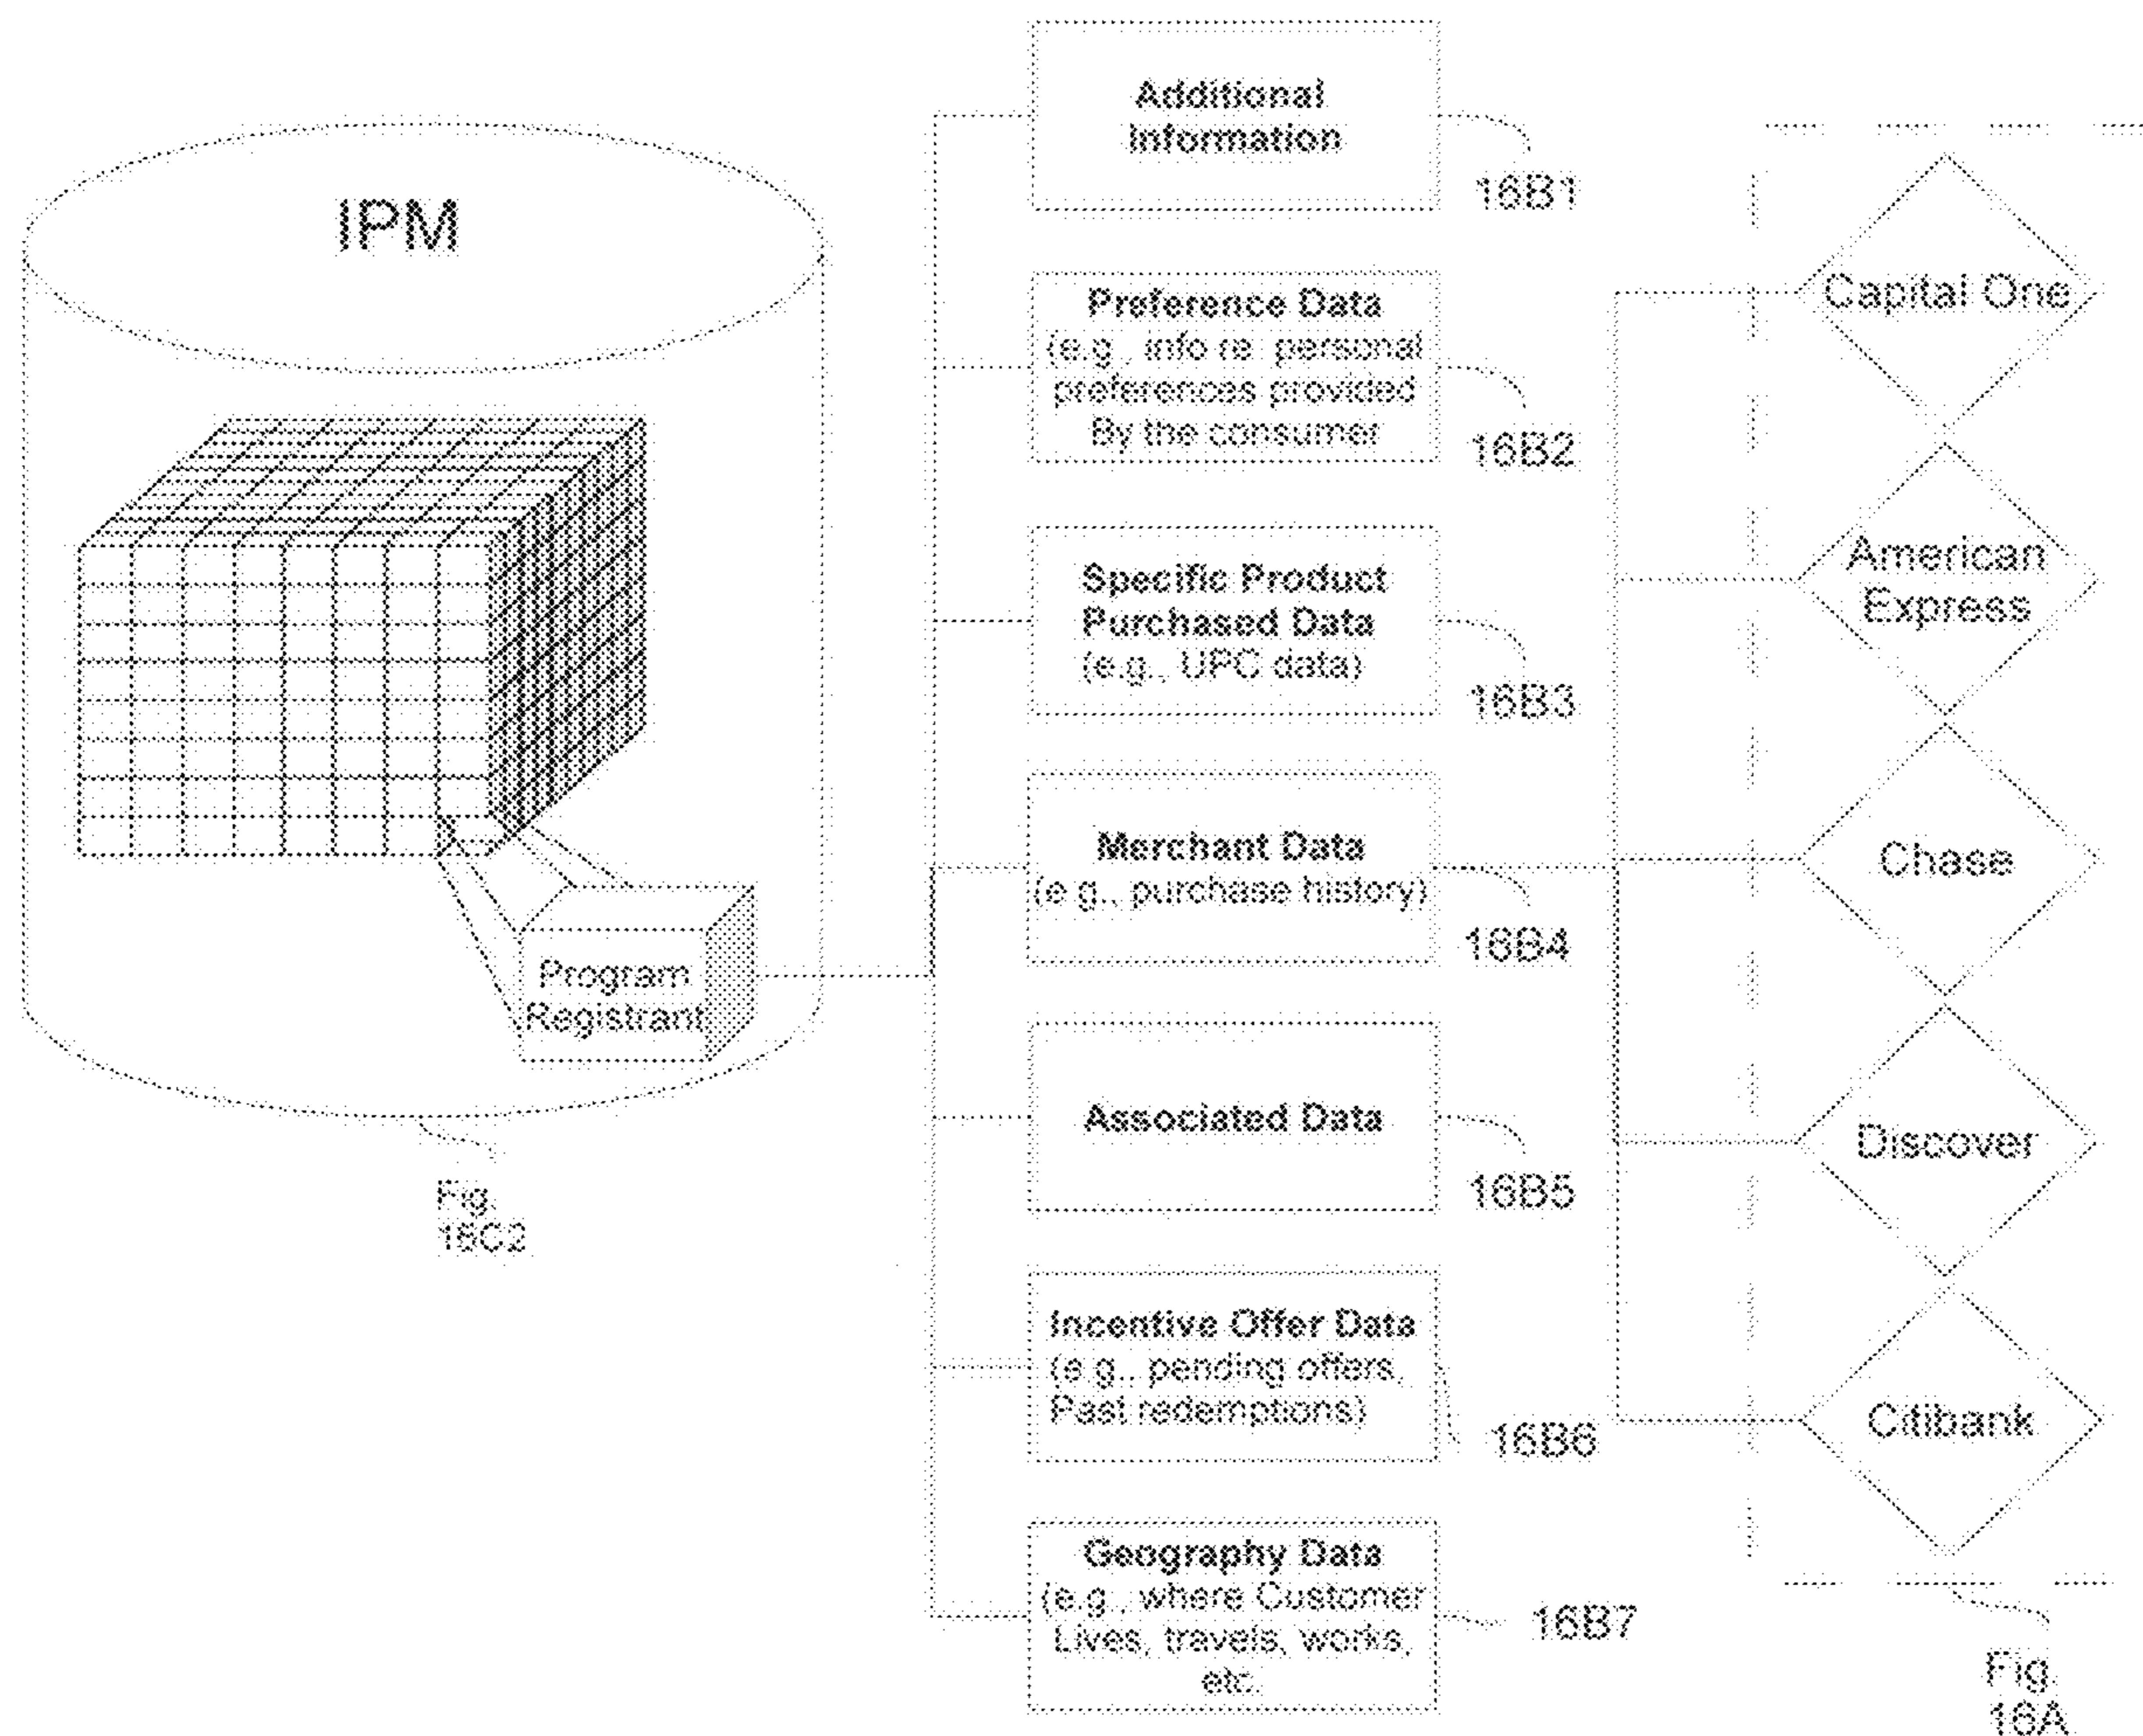 IPM
Program
Registrant
Fig.
16C2
Additional
Information
16B1
Preference Data
(e.g., info re: personal
preferences provided
By the consumer
16B2
Specific Product
Purchased Data
(e.g., UPC data)
16B3
Merchant Data
(e.g., purchase history)
16B4
Associated Data
16B5
Incentive Offer Data
(e.g., pending offers,
Past redemptions)
16B6
Geography Data
(e.g., where Customer
Lives, travels, works,
etc.
16B7
Capital One
American
Express
Chase
Discover
Citibank
Fig.
16A